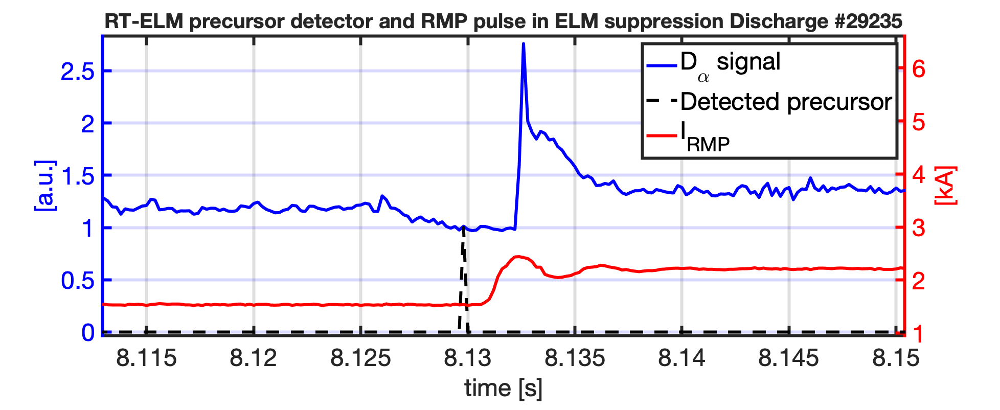 RT-ELM precursor detector and RMP pulse in ELM suppression Discharge #29235
Dα signal
Detected precursor
IRMP
2.5
2
1.5
1
0.5
0
[a.u.]
6
5
4
3
2
1
[kA]
8.115 8.12 8.125 8.13 8.135 8.14 8.145 8.15
time [s]